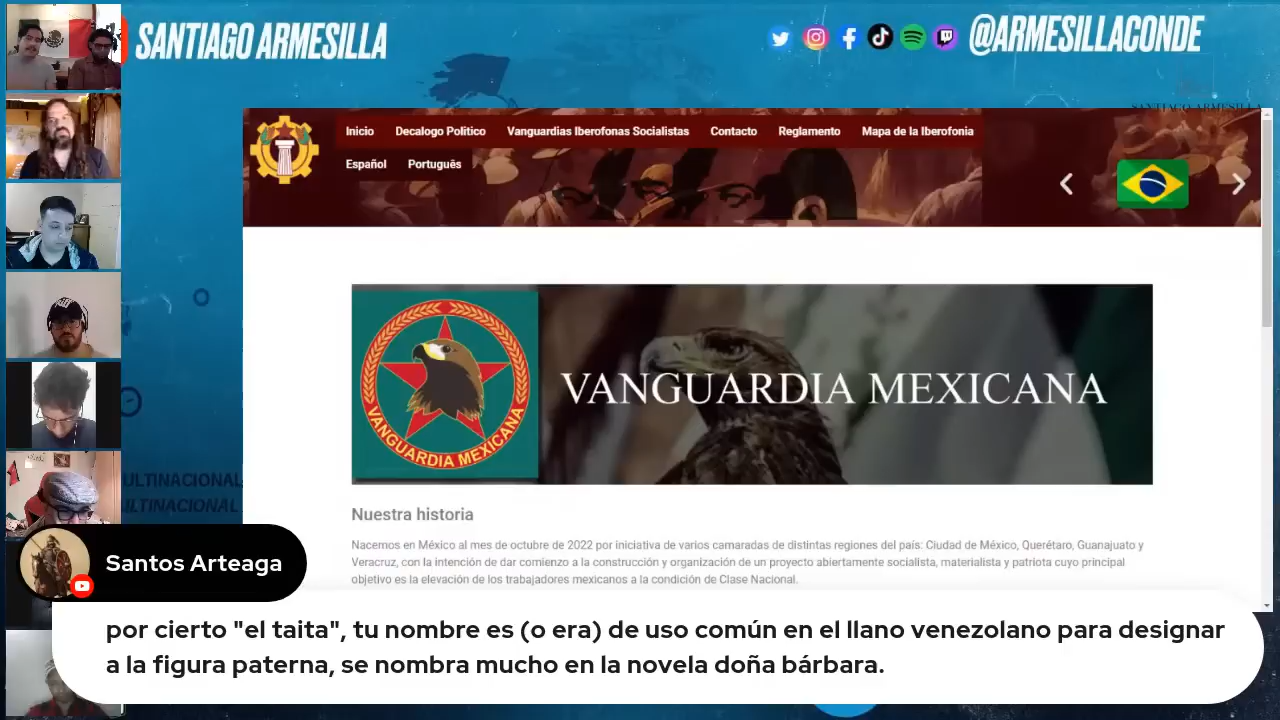 SANTIAGO ARMESILLA
@ARMESILLACONDE
SANTIAGO ARMESILLA
Inicio Decalogo Político Vanguardias Iberofonas Socialistas Contacto Reglamento Mapa de la Iberofonia
Español Português
VANGUARDIA MEXICANA
VANGUARDIA MEXICANA
Nuestra historia
Nacemos en México al mes de octubre de 2022 por iniciativa de varios camaradas de distintas regiones del país: Ciudad de México, Querétaro, Guanajuato y
Veracruz, con la intención de dar comienzo a la construcción y organización de un proyecto abiertamente socialista, materialista y patriota cuyo principal
objetivo es la elevación de los trabajadores mexicanos a la condición de Clase Nacional.
ULTINACIONAL
ULTINACIONAL
Santos Arteaga
por cierto "el taita", tu nombre es (o era) de uso común en el llano venezolano para designar
a la figura paterna, se nombra mucho en la novela doña bárbara.